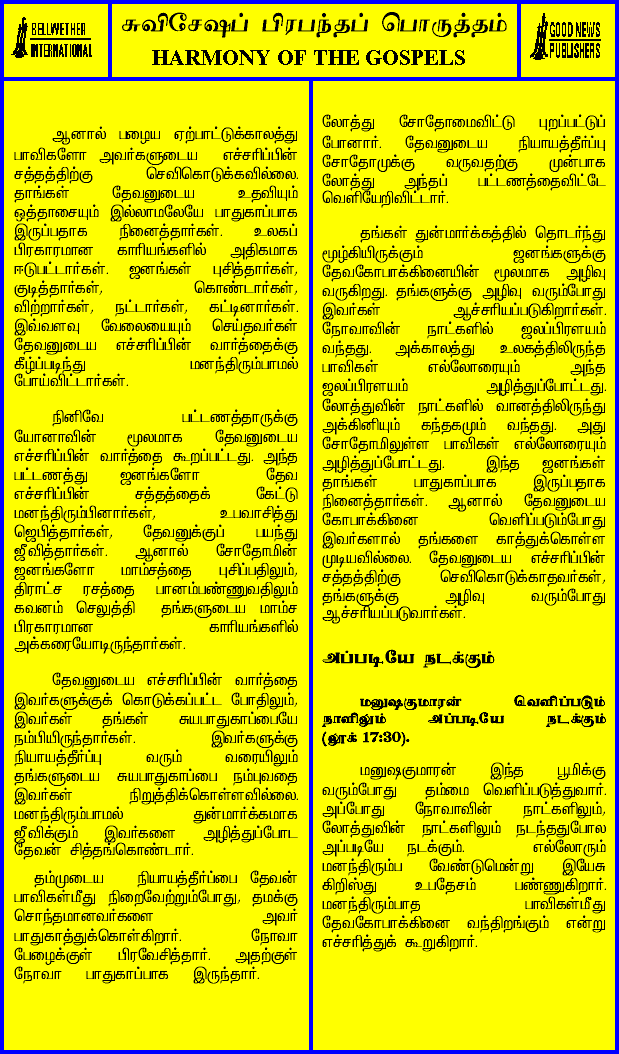 BELLWETHER
INTERNATIONAL
சுவிசேஷப் பிரபந்தப் பொருத்தம்
HARMONY OF THE GOSPELS
GOOD NEWS
PUBLISHERS
ஆனால் பழைய ஏற்பாட்டுக்காலத்து
பாவிகளோ அவர்களுடைய எச்சரிப்பின்
சத்தத்திற்கு செவிகொடுக்கவில்லை.
தாங்கள் தேவனுடைய உதவியும்
ஒத்தாசையும் இல்லாமலேயே பாதுகாப்பாக
இருப்பதாக நினைத்தார்கள். உலகப்
பிரகாரமான காரியங்களில் அதிகமாக
ஈடுபட்டார்கள். ஜனங்கள் புசித்தார்கள்,
குடித்தார்கள், கொண்டார்கள்,
விற்றார்கள், நட்டார்கள், கட்டினார்கள்.
இவ்வளவு வேலையையும் செய்தவர்கள்
தேவனுடைய எச்சரிப்பின் வார்த்தைக்கு
கீழ்ப்படிந்து மனந்திரும்பாமல்
போய்விட்டார்கள்.
நினிவே பட்டணத்தாருக்கு
யோனாவின் மூலமாக தேவனுடைய
எச்சரிப்பின் வார்த்தை கூறப்பட்டது. அந்த
பட்டணத்து ஜனங்களோ தேவ
எச்சரிப்பின் சத்தத்தைக் கேட்டு
மனந்திரும்பினார்கள், உபவாசித்து
ஜெபித்தார்கள், தேவனுக்குப் பயந்து
ஜீவித்தார்கள். ஆனால் சோதோமின்
ஜனங்களோ மாம்சத்தை புசிப்பதிலும்,
திராட்ச ரசத்தை பானம்பண்ணுவதிலும்
கவனம் செலுத்தி தங்களுடைய மாம்ச
பிரகாரமான காரியங்களில்
அக்கரையோடிருந்தார்கள்.
தேவனுடைய எச்சரிப்பின் வார்த்தை
இவர்களுக்குக் கொடுக்கப்பட்ட போதிலும்,
இவர்கள் தங்கள் சுயபாதுகாப்பையே
நம்பியிருந்தார்கள். இவர்களுக்கு
நியாயத்தீர்ப்பு வரும் வரையிலும்
தங்களுடைய சுயபாதுகாப்பை நம்புவதை
இவர்கள் நிறுத்திக்கொள்ளவில்லை.
மனந்திரும்பாமல் துன்மார்க்கமாக
ஜீவிக்கும் இவர்களை அழித்துப்போட
தேவன் சித்தங்கொண்டார்.
தம்முடைய நியாயத்தீர்ப்பை தேவன்
பாவிகள்மீது நிறைவேற்றும்போது, தமக்கு
சொந்தமானவர்களை அவர்
பாதுகாத்துக்கொள்கிறார். நோவா
பேழைக்குள் பிரவேசித்தார். அதற்குள்
நோவா பாதுகாப்பாக இருந்தார்.
லோத்து சோதோமைவிட்டு புறப்பட்டுப்
போனார். தேவனுடைய நியாயத்தீர்ப்பு
சோதோமுக்கு வருவதற்கு முன்பாக
லோத்து அந்தப் பட்டணத்தைவிட்டே
வெளியேறிவிட்டார்.
தங்கள் துன்மார்க்கத்தில் தொடர்ந்து
மூழ்கியிருக்கும் ஜனங்களுக்கு
தேவகோபாக்கினையின் மூலமாக அழிவு
வருகிறது. தங்களுக்கு அழிவு வரும்போது
இவர்கள் ஆச்சரியப்படுகிறார்கள்.
நோவாவின் நாட்களில் ஜலப்பிரளயம்
வந்தது. அக்காலத்து உலகத்திலிருந்த
பாவிகள் எல்லோரையும் அந்த
ஜலப்பிரளயம் அழித்துப்போட்டது.
லோத்துவின் நாட்களில் வானத்திலிருந்து
அக்கினியும் கந்தகமும் வந்தது. அது
சோதோமிலுள்ள பாவிகள் எல்லோரையும்
அழித்துப்போட்டது. இந்த ஜனங்கள்
தாங்கள் பாதுகாப்பாக இருப்பதாக
நினைத்தார்கள். ஆனால் தேவனுடைய
கோபாக்கினை வெளிப்படும்போது
இவர்களால் தங்களை காத்துக்கொள்ள
முடியவில்லை. தேவனுடைய எச்சரிப்பின்
சத்தத்திற்கு செவிகொடுக்காதவர்கள்,
தங்களுக்கு அழிவு வரும்போது
ஆச்சரியப்படுவார்கள்.
அப்படியே நடக்கும்
மனுஷகுமாரன் வெளிப்படும்
நாளிலும் அப்படியே நடக்கும்
(லூக் 17:30).
மனுஷகுமாரன் இந்த பூமிக்கு
வரும்போது தம்மை வெளிப்படுத்துவார்.
அப்போது நோவாவின் நாட்களிலும்,
லோத்துவின் நாட்களிலும் நடந்ததுபோல
அப்படியே நடக்கும். எல்லோரும்
மனந்திரும்ப வேண்டுமென்று இயேசு
கிறிஸ்து உபதேசம் பண்ணுகிறார்.
மனந்திரும்பாத பாவிகள்மீது
தேவகோபாக்கினை வந்திறங்கும் என்று
எச்சரித்துக் கூறுகிறார்.